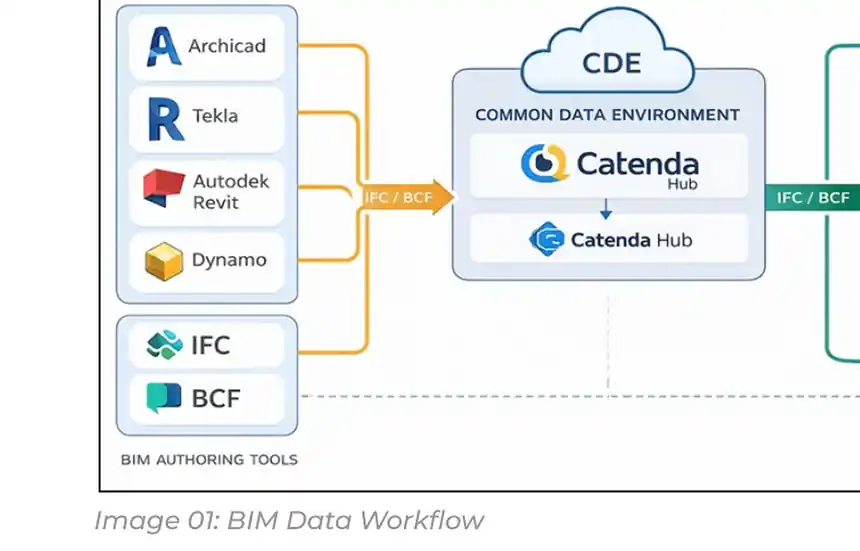 Archicad
Tekla
Autodek
Revit
Dynamo
IFC
BCF
BIM AUTHORING TOOLS
IFC / BCF
CDE
COMMON DATA ENVIRONMENT
Catenda
Hub
Catenda Hub
IFC / BCF
Image 01: BIM Data Workflow